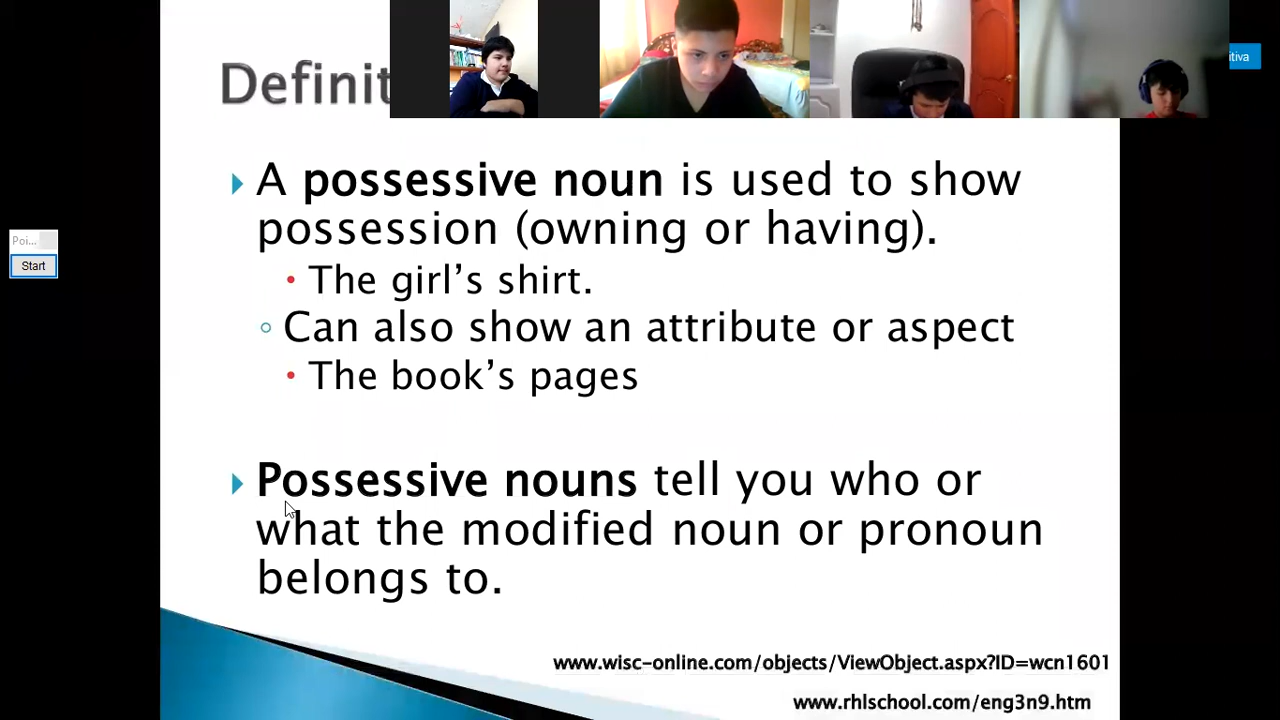 Definit
itiva
A possessive noun is used to show
possession (owning or having).
The girl's shirt.
Can also show an attribute or aspect
The book's pages
Poi...
Start
Possessive nouns tell you who or
what the modified noun or pronoun
belongs to.
www.wisc-online.com/objects/ViewObject.aspx?ID=wcn1601
www.rhlschool.com/eng3n9.htm